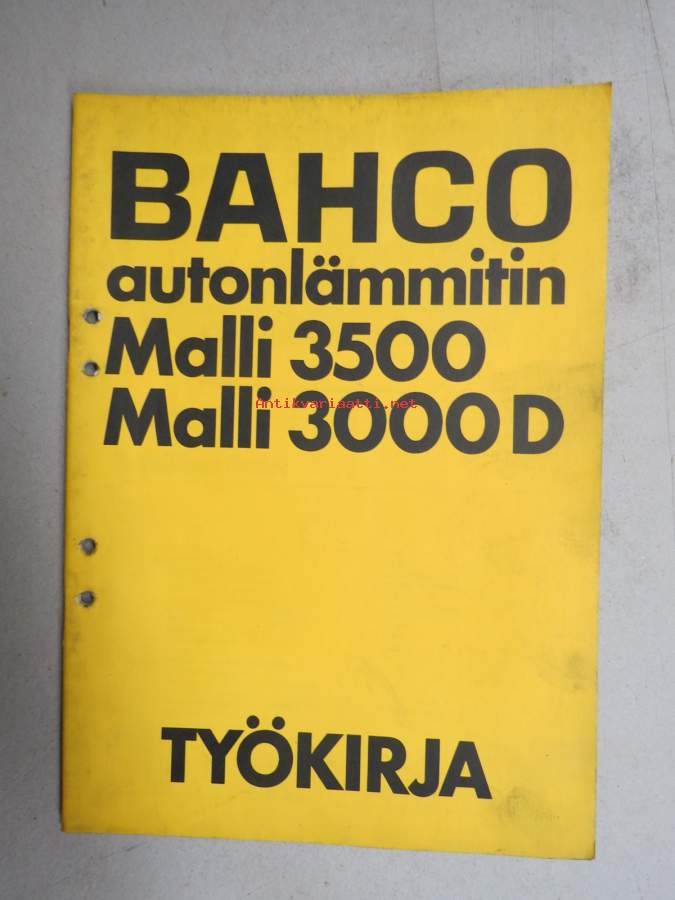 BAHCO
autonlämmitin
Malli 3500
Antikvariaatti.net
Malli 3000 D
TYÖKIRJA